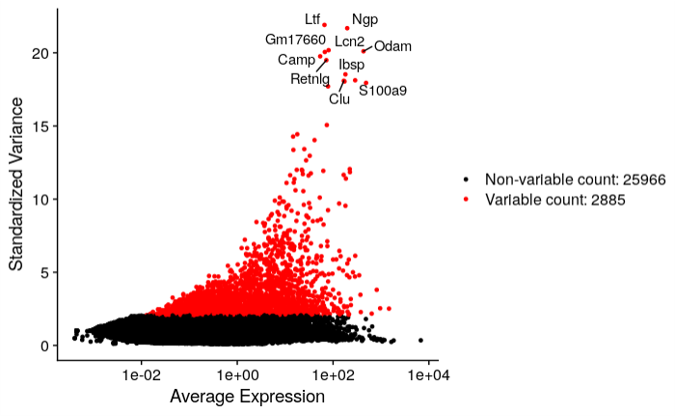 Ltf
Ngp
Gm17660
Lcn2
Odam
Camp
Ibsp
Retnlg
S100a9
Clu
20
15
10
5
0
Standardized Variance
1e-02
1e+00
1e+02
1e+04
Average Expression
Non-variable count: 25966
Variable count: 2885